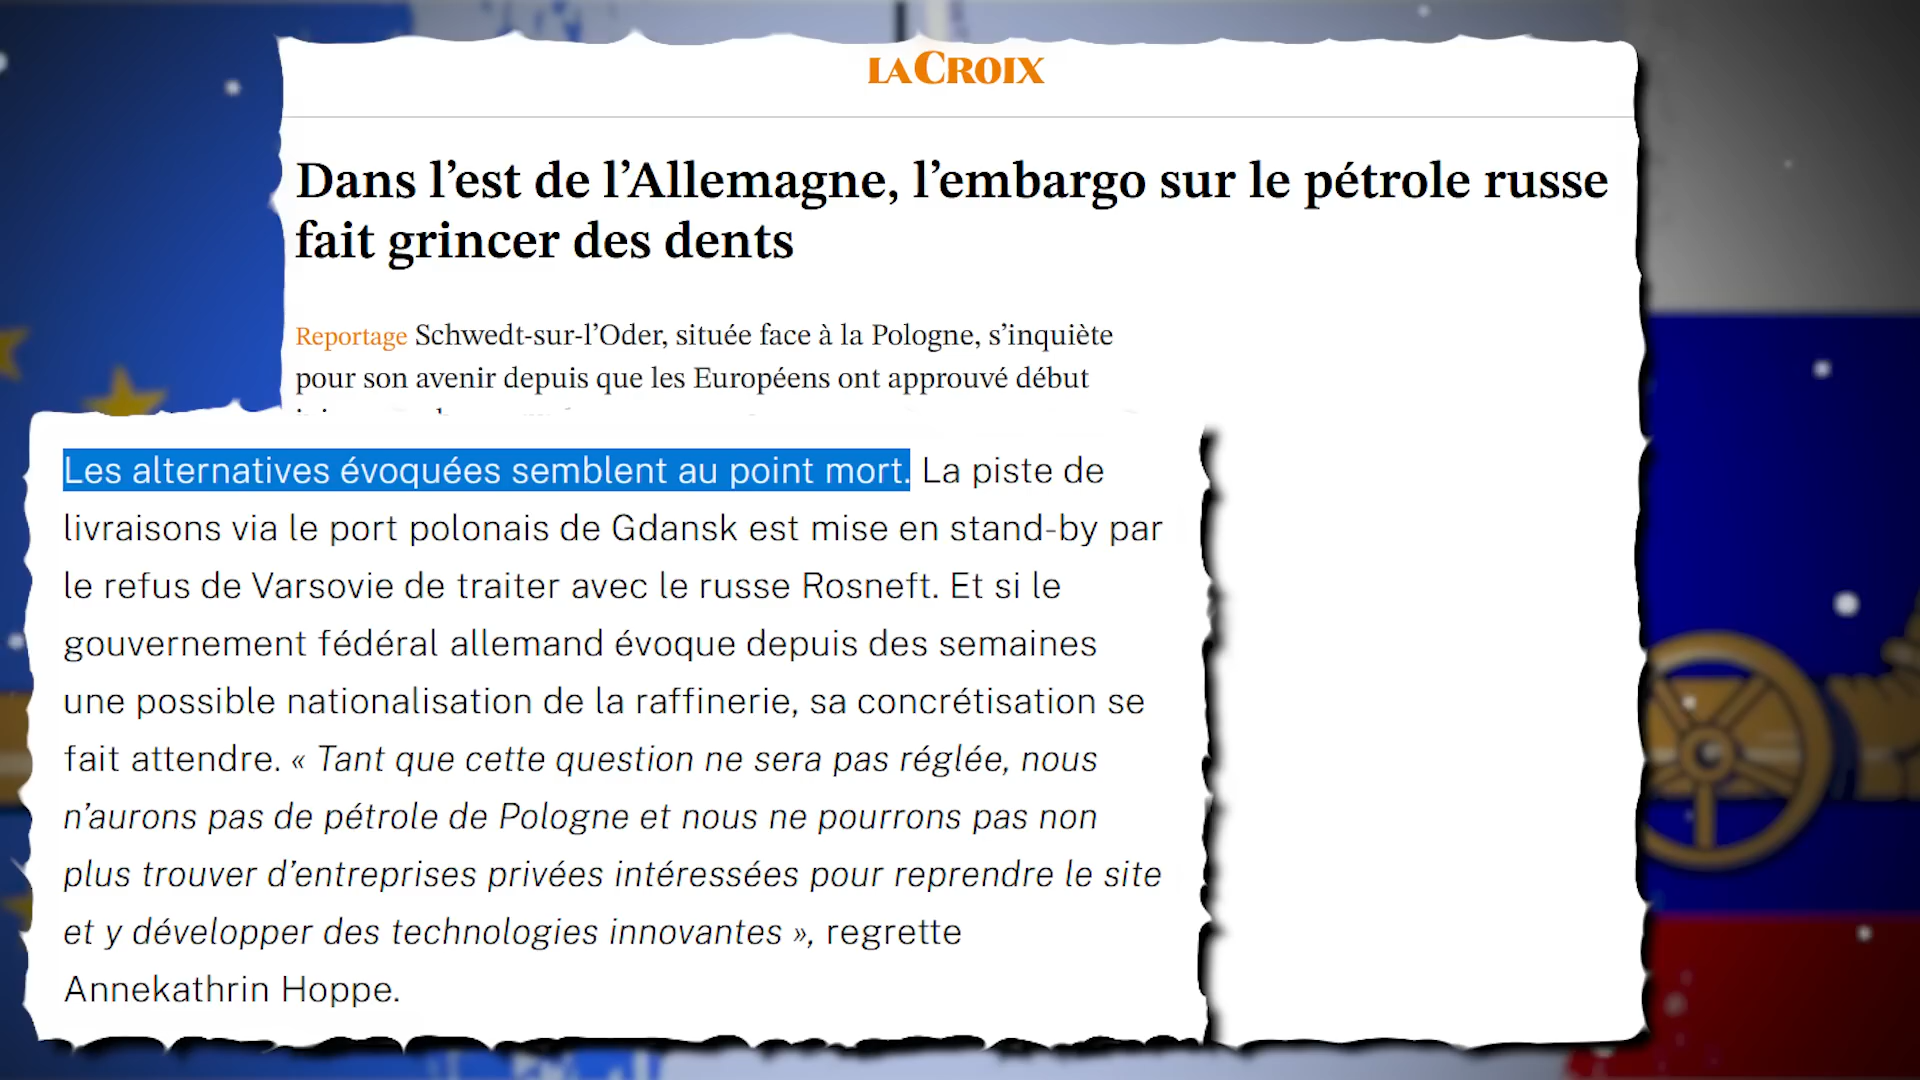 LACROIX
Dans l’est de l’Allemagne, l’embargo sur le pétrole russe
fait grincer des dents
Reportage Schwedt-sur-l’Oder, située face à la Pologne, s’inquiète
pour son avenir depuis que les Européens ont approuvé début
Les alternatives évoquées semblent au point mort. La piste de
livraisons via le port polonais de Gdansk est mise en stand-by par
le refus de Varsovie de traiter avec le russe Rosneft. Et si le
gouvernement fédéral allemand évoque depuis des semaines
une possible nationalisation de la raffinerie, sa concrétisation se
fait attendre. « Tant que cette question ne sera pas réglée, nous
n’aurons pas de pétrole de Pologne et nous ne pourrons pas non
plus trouver d’entreprises privées intéressées pour reprendre le site
et y développer des technologies innovantes », regrette
Annekathrin Hoppe.